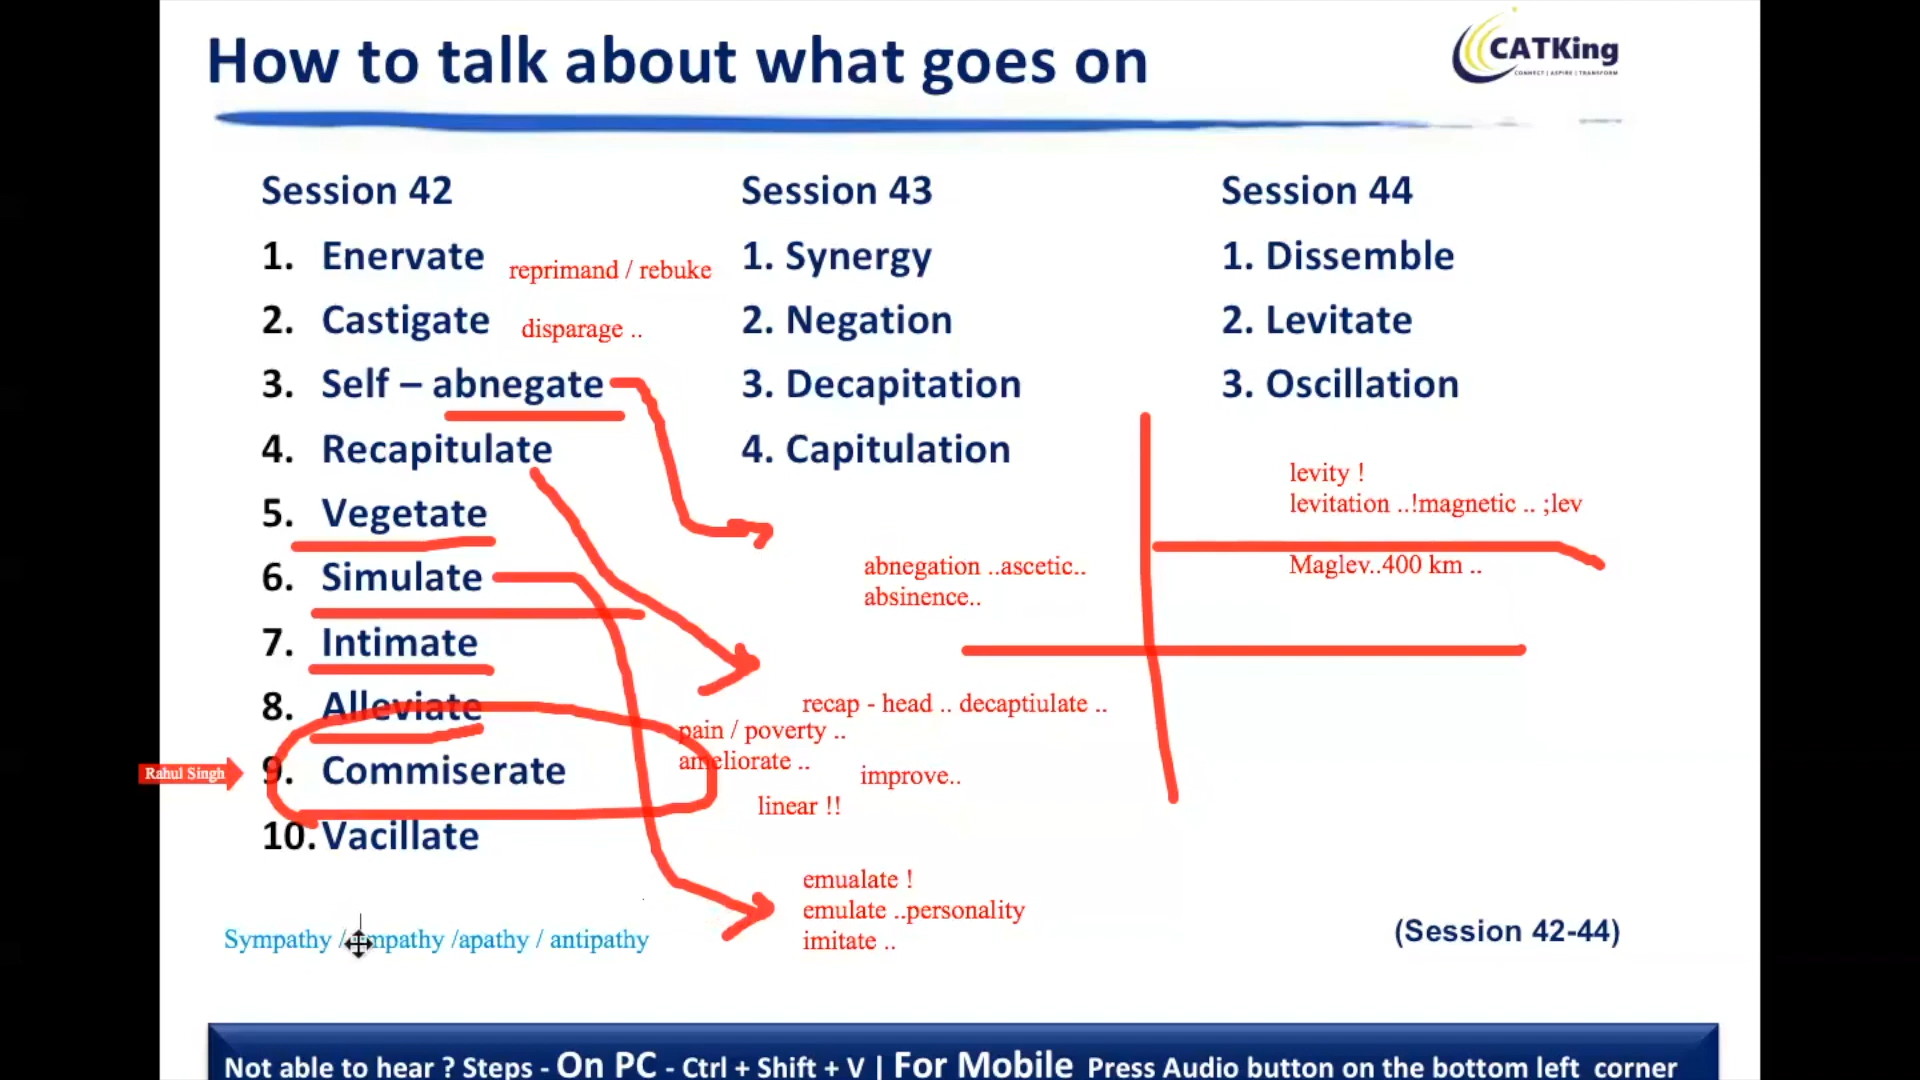 How to talk about what goes on
CATKing
CONNECT | ASPIRE | TRANSFORM
Session 42
1. Enervate
reprimand / rebuke
2. Castigate
disparage ..
3. Self – abnegate
4. Recapitulate
5. Vegetate
6. Simulate
7. Intimate
8. Alleviate
9. Commiserate
10. Vacillate
Session 43
1. Synergy
2. Negation
3. Decapitation
4. Capitulation
Session 44
1. Dissemble
2. Levitate
3. Oscillation
levity !
levitation ..!magnetic .. ;lev
Maglev..400 km ..
abnegation ..ascetic..
absinence..
recap - head .. decaptiulate ..
pain / poverty ..
ameliorate ..
improve..
linear !!
Rahul Singh
emualate !
emulate ..personality
imitate ..
Sympathy / empathy /apathy / antipathy
(Session 42-44)
Not able to hear ? Steps - On PC - Ctrl + Shift + V | For Mobile Press Audio button on the bottom left corner